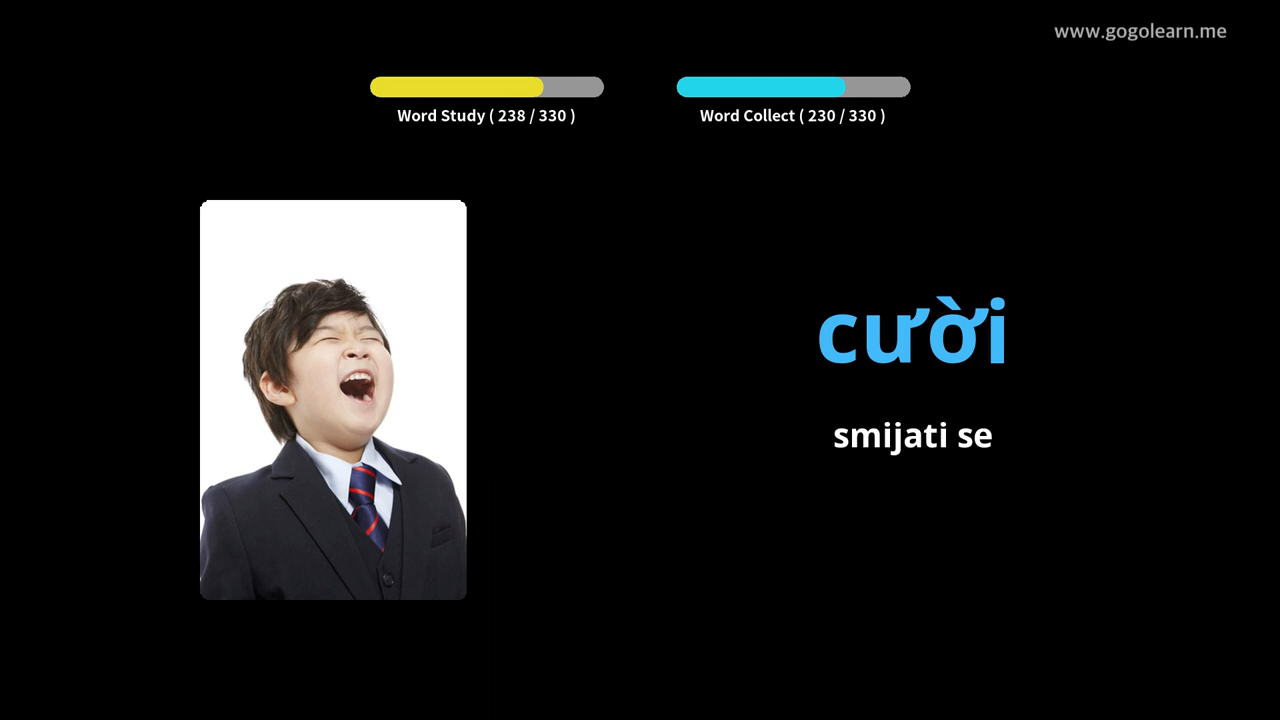 www.gogolearn.me
Word Study ( 238 / 330 )
Word Collect ( 230 / 330 )
cười
smijati se